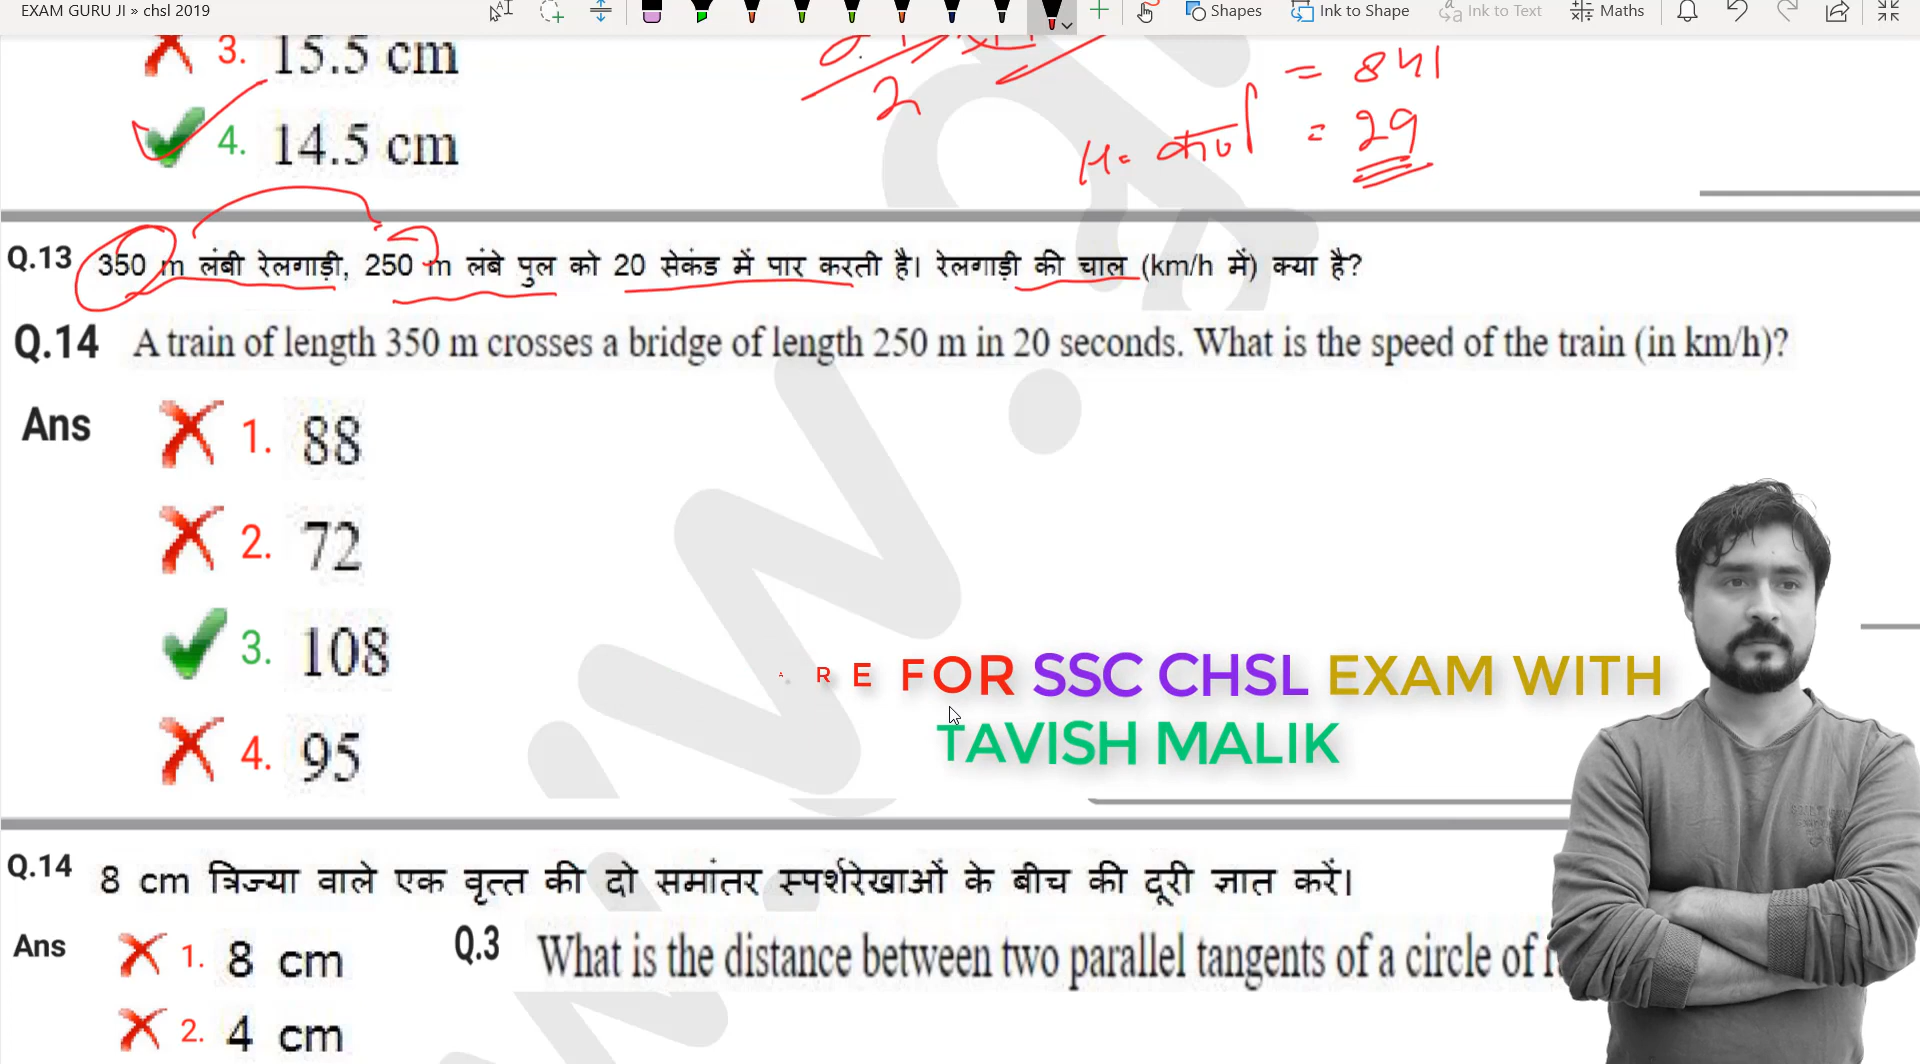 EXAM GURU JI » chsl 2019
Shapes Ink to Shape Ink to Text Maths
3. 15.5 cm
4. 14.5 cm
2
= 841
कर्ण = 29
Q.13 350 m लंबी रेलगाड़ी, 250 m लंबे पुल को 20 सेकंड में पार करती है। रेलगाड़ी की चाल (km/h में) क्या है?
Q.14 A train of length 350 m crosses a bridge of length 250 m in 20 seconds. What is the speed of the train (in km/h)?
Ans 1. 88
2. 72
3. 108
4. 95
A R E FOR SSC CHSL EXAM WITH
TAVISH MALIK
Q.14 8 cm त्रिज्या वाले एक वृत्त की दो समांतर स्पर्शरेखाओं के बीच की दूरी ज्ञात करें।
Ans 1. 8 cm
Q.3 What is the distance between two parallel tangents of a circle of
2. 4 cm